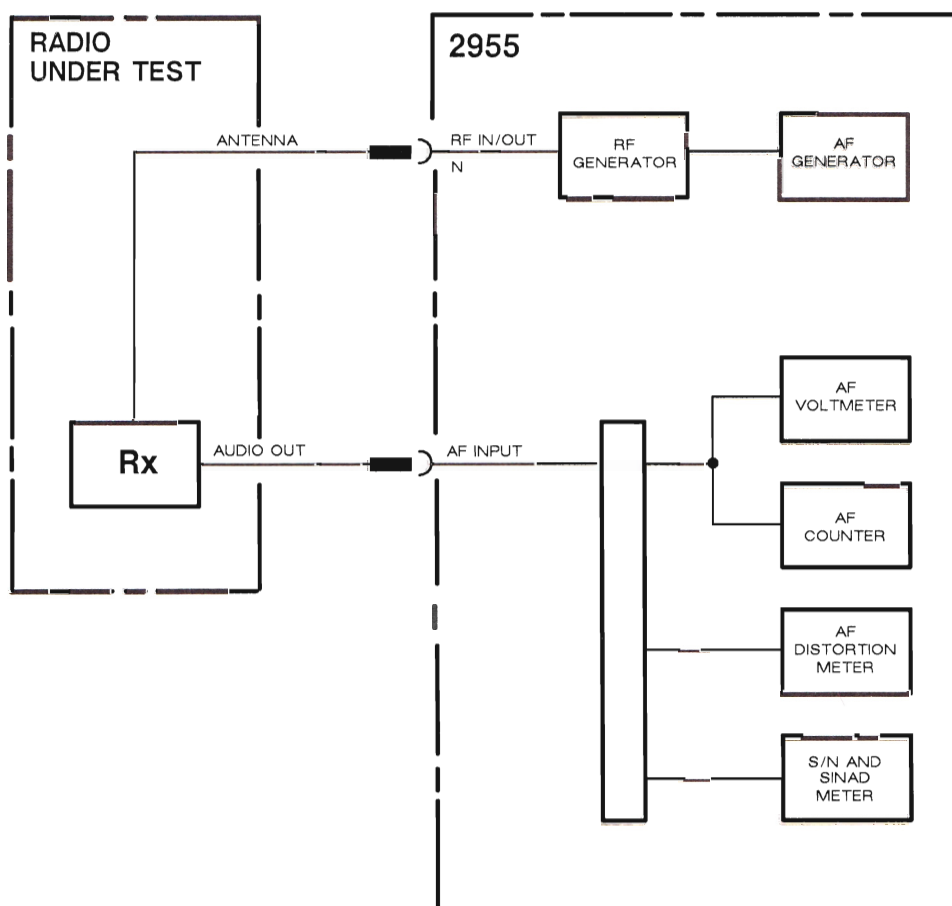 RADIO
UNDER TEST
2955
ANTENNA
RF IN/OUT
N
RF
GENERATOR
AF
GENERATOR
AF
VOLTMETER
Rx
AUDIO OUT
AF INPUT
AF
COUNTER
AF
DISTORTION
METER
S/N AND
SINAD
METER